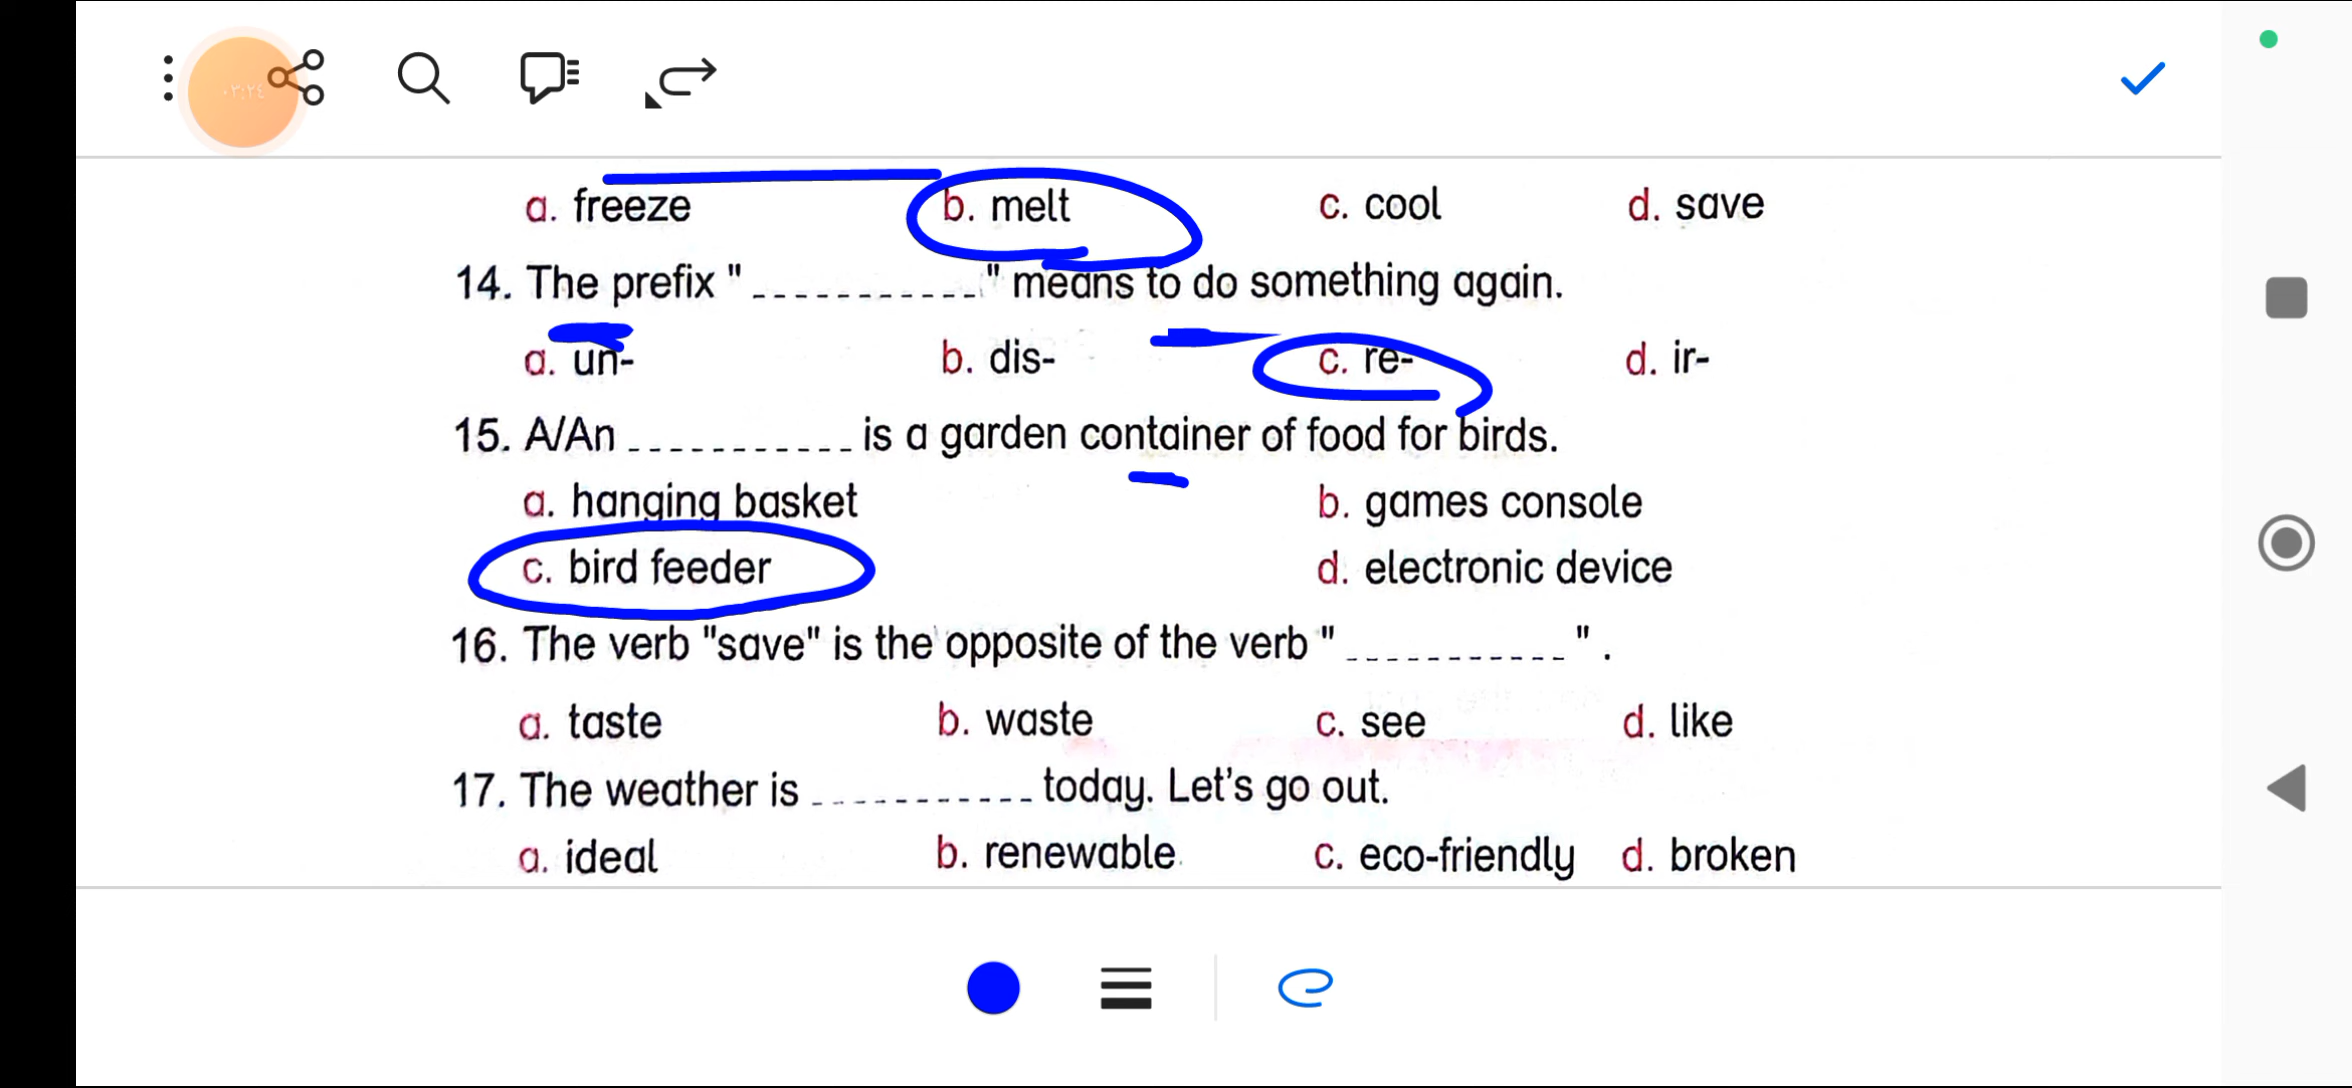 ٠٣:٢٤
a. freeze b. melt c. cool d. save
14. The prefix "___________" means to do something again.
a. un- b. dis- c. re- d. ir-
15. A/An ___________ is a garden container of food for birds.
a. hanging basket b. games console
c. bird feeder d. electronic device
16. The verb "save" is the opposite of the verb "___________".
a. taste b. waste c. see d. like
17. The weather is ___________ today. Let's go out.
a. ideal b. renewable c. eco-friendly d. broken